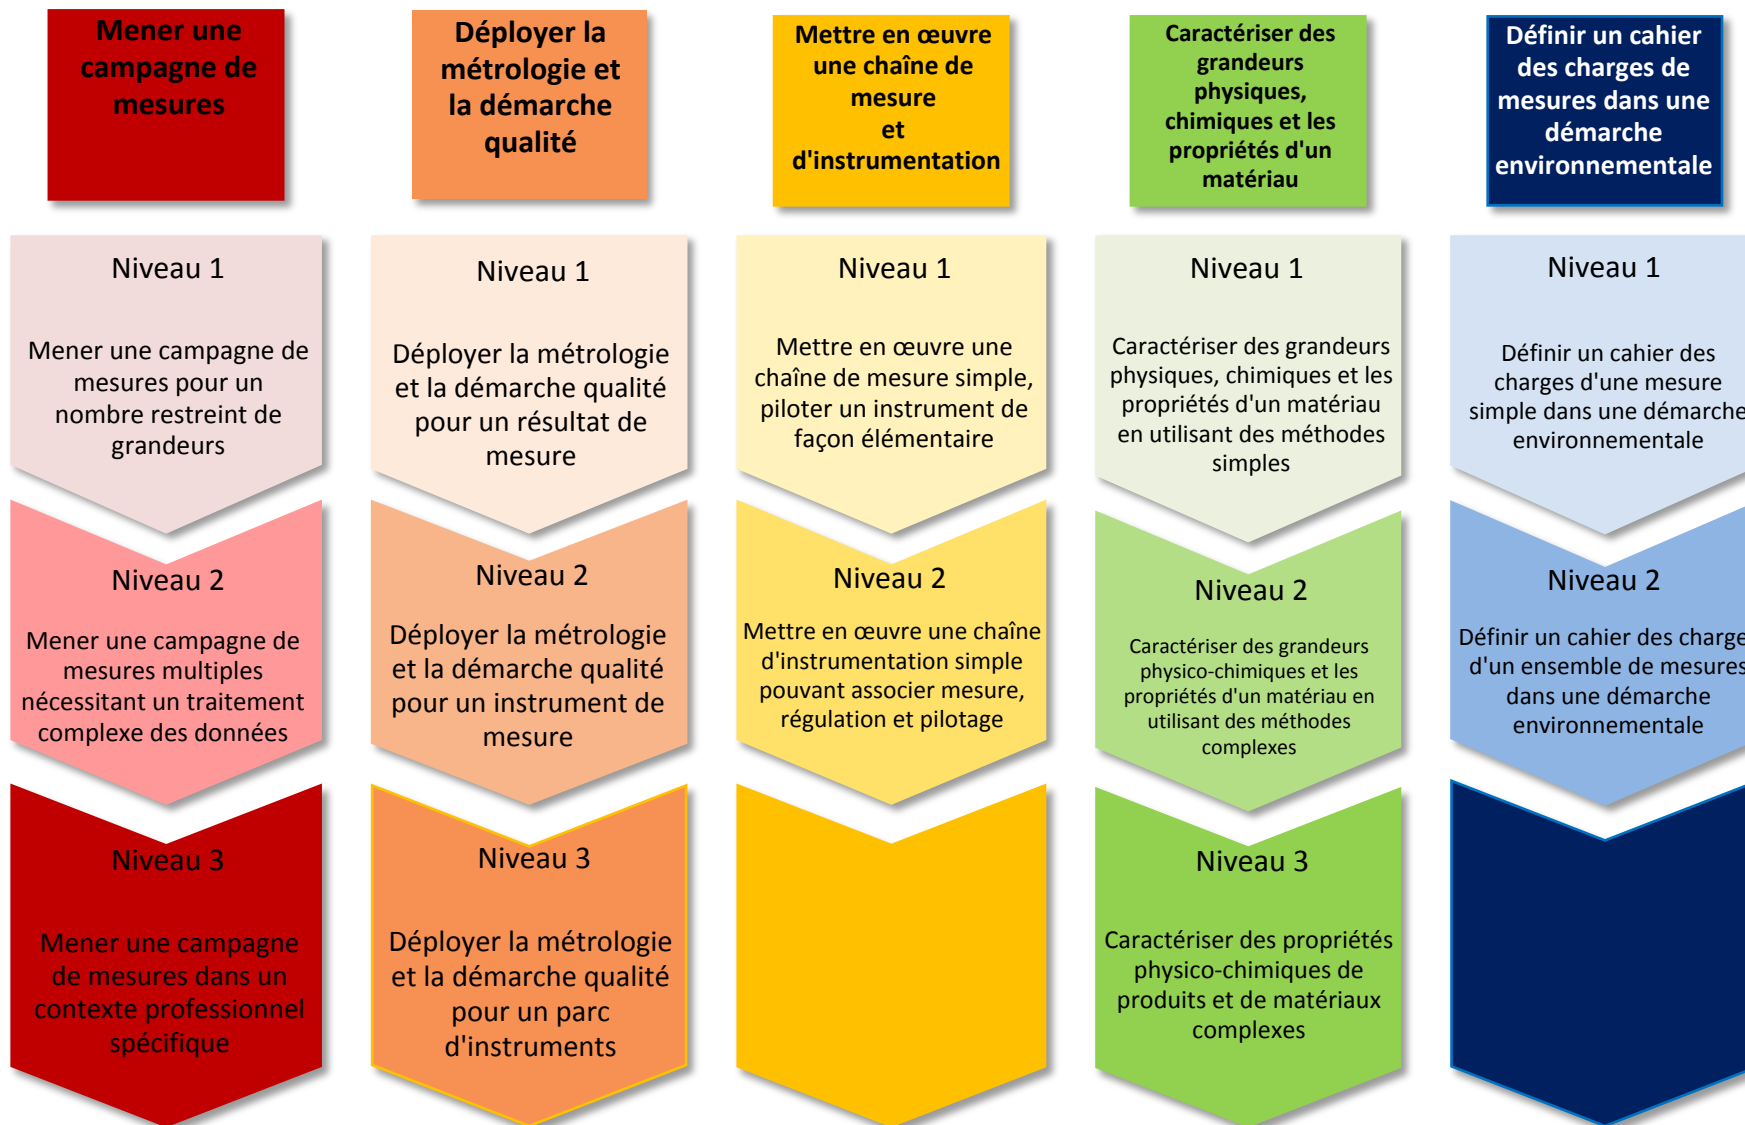 Mener une
campagne de
mesures
Déployer la
métrologie et
la démarche
qualité
Mettre en œuvre
une chaîne de
mesure
et
d'instrumentation
Caractériser des
grandeurs
physiques,
chimiques et les
propriétés d'un
matériau
Définir un cahier
des charges de
mesures dans une
démarche
environnementale
Niveau 1
Mener une campagne de
mesures pour un
nombre restreint de
grandeurs
Niveau 1
Déployer la métrologie
et la démarche qualité
pour un résultat de
mesure
Niveau 1
Mettre en œuvre une
chaîne de mesure simple,
piloter un instrument de
façon élémentaire
Niveau 1
Caractériser des grandeurs
physiques, chimiques et les
propriétés d'un matériau
en utilisant des méthodes
simples
Niveau 1
Définir un cahier des
charges d'une mesure
simple dans une démarche
environnementale
Niveau 2
Mener une campagne de
mesures multiples
nécessitant un traitement
complexe des données
Niveau 2
Déployer la métrologie
et la démarche qualité
pour un instrument de
mesure
Niveau 2
Mettre en œuvre une chaîne
d'instrumentation simple
pouvant associer mesure,
régulation et pilotage
Niveau 2
Caractériser des grandeurs
physico-chimiques et les
propriétés d'un matériau en
utilisant des méthodes
complexes
Niveau 2
Définir un cahier des charge
d'un ensemble de mesures
dans une démarche
environnementale
Niveau 3
Mener une campagne
de mesures dans un
contexte professionnel
spécifique
Niveau 3
Déployer la métrologie
et la démarche qualité
pour un parc
d'instruments
Niveau 3
Caractériser des propriétés
physico-chimiques de
produits et de matériaux
complexes